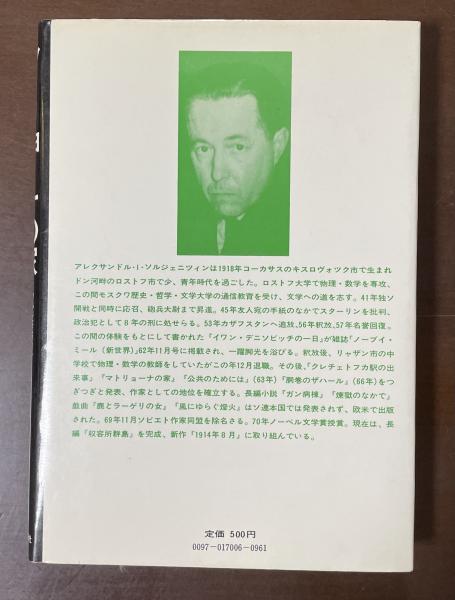 アレクサンドル・I・ソルジェニツィンは1918年コーカサスのキスロヴォツク市で生まれ
ドン河畔のロストフ市で少、青年時代を過ごした。ロストフ大学で物理・数学を専攻、
この間モスクワ歴史・哲学・文学大学の通信教育を受け、文学への道を志す。41年独ソ
開戦と同時に応召、砲兵大尉まで昇進。45年友人宛の手紙のなかでスターリンを批判、
政治犯として8年の刑に処せらる。53年カザフスタンへ追放、56年釈放、57年名誉回復。
この間の体験をもとにして書かれた『イワン・デニソビッチの一日』が雑誌『ノーブイ・
ミール（新世界）』62年11月号に掲載され、一躍脚光を浴びる。釈放後、リャザン市の中
学校で物理・数学の教師をしていたがこの年12月退職。その後、『クレチェトフカ駅の出
来事』『マトリョーナの家』『公共のためには』（63年）『胴巻のザハール』（66年）をつ
ぎつぎと発表、作家としての地位を確立する。長編小説『ガン病棟』『煉獄のなかで』
戯曲『鹿とラーゲリの女』『風にゆらぐ燈火』はソ連本国では発表されず、欧米で出版
された。69年11月ソビエト作家同盟を除名さる。70年ノーベル文学賞授賞。現在は、長
編『収容所群島』を完成、新作『1914年8月』に取り組んでいる。
定価 500円
0097-017006-0961